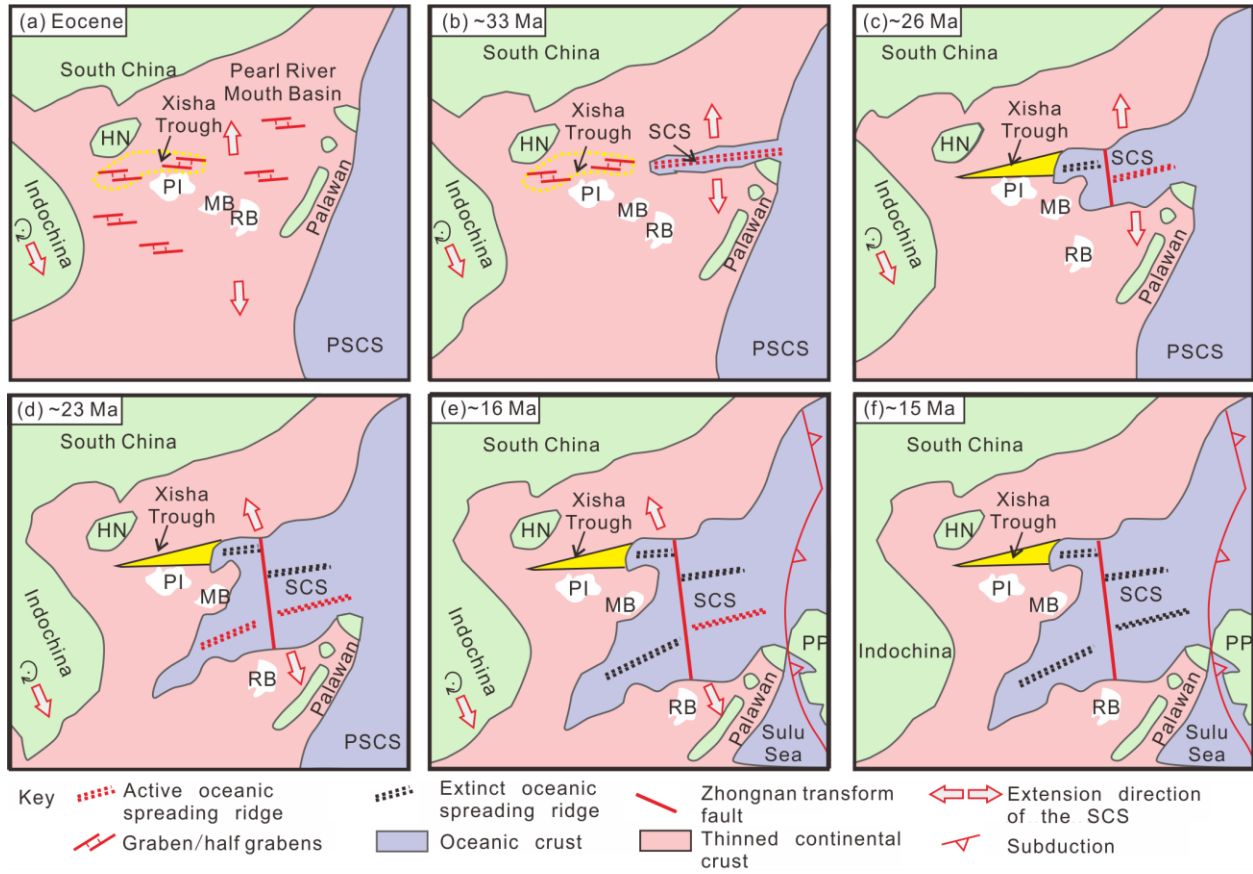 (a) Eocene
South China
Pearl River
Mouth Basin
Xisha
Trough
HN
PI
MB
RB
Indochina
Palawan
PSCS
(b) ~33 Ma
South China
Xisha
Trough
SCS
HN
PI
MB
RB
Indochina
Palawan
PSCS
(c) ~26 Ma
South China
Xisha
Trough
SCS
HN
PI
MB
RB
Indochina
Palawan
PSCS
(d) ~23 Ma
South China
Xisha
Trough
HN
PI
MB
SCS
RB
Indochina
Palawan
PSCS
(e) ~16 Ma
South China
Xisha
Trough
HN
PI
MB
SCS
RB
Indochina
Palawan
PP
Sulu
Sea
(f) ~15 Ma
South China
Xisha
Trough
HN
PI
MB
SCS
RB
Indochina
Palawan
PP
Sulu
Sea
Key
Active oceanic
spreading ridge
Extinct oceanic
spreading ridge
Zhongnan transform
fault
Extension direction
of the SCS
Graben/half grabens
Oceanic crust
Thinned continental
crust
Subduction